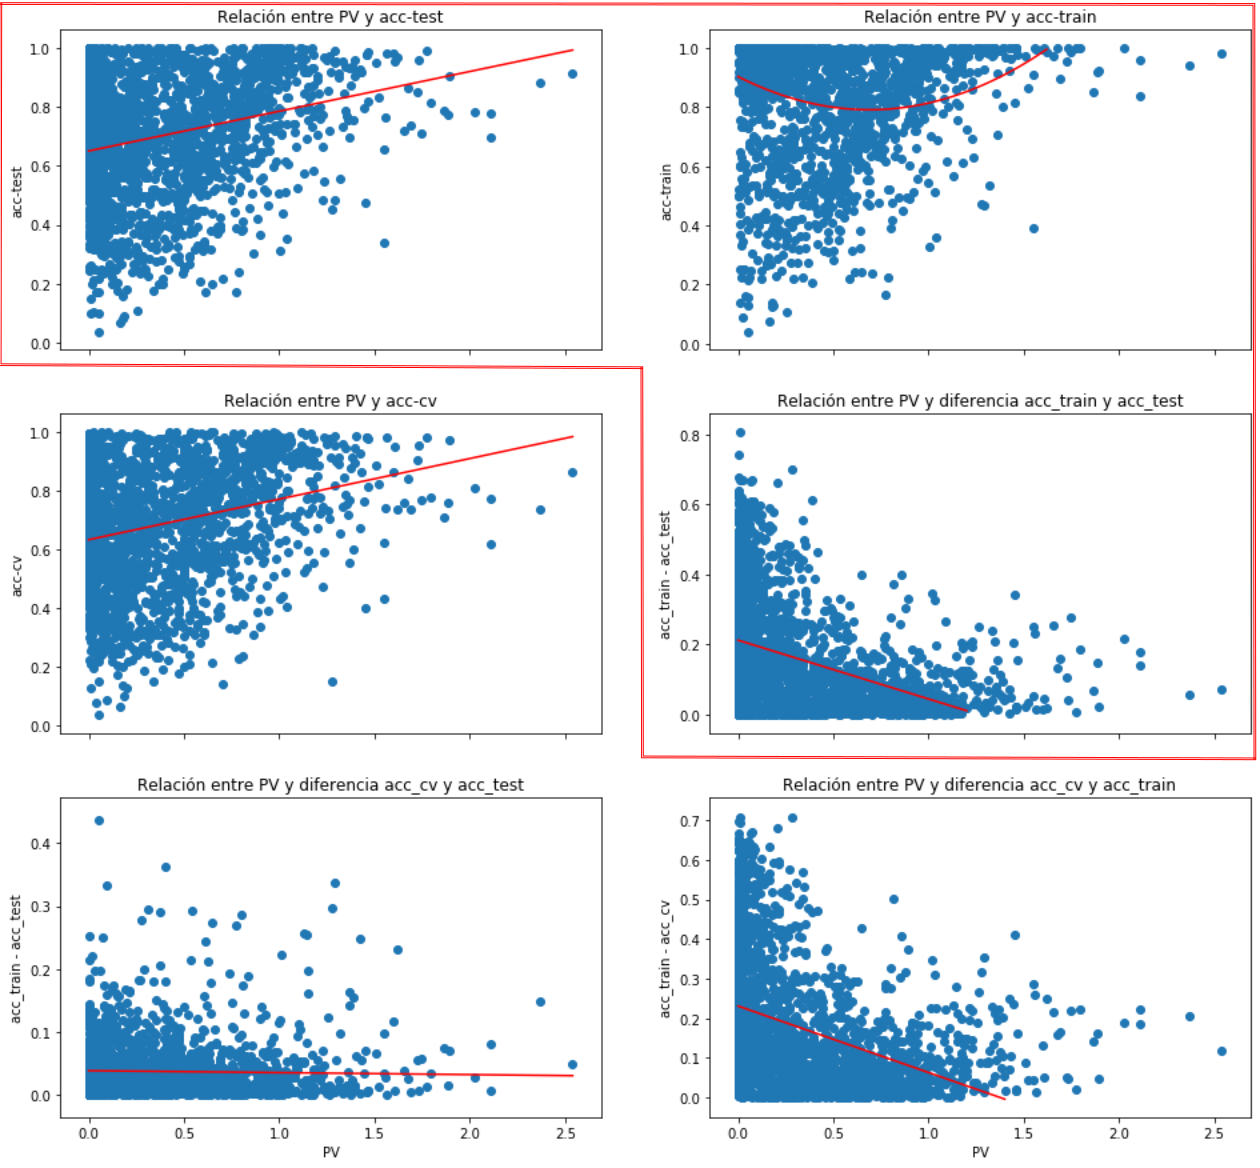 Relación entre PV y acc-test
1.0
0.8
0.6
0.4
0.2
0.0
acc-test
Relación entre PV y acc-train
1.0
0.8
0.6
0.4
0.2
0.0
acc-train
Relación entre PV y acc-cv
1.0
0.8
0.6
0.4
0.2
0.0
acc-cv
Relación entre PV y diferencia acc_train y acc_test
0.8
0.6
0.4
0.2
0.0
acc_train - acc_test
Relación entre PV y diferencia acc_cv y acc_test
0.4
0.3
0.2
0.1
0.0
acc_train - acc_test
0.0 0.5 1.0 1.5 2.0 2.5
PV
Relación entre PV y diferencia acc_cv y acc_train
0.7
0.6
0.5
0.4
0.3
0.2
0.1
0.0
acc_train - acc_cv
0.0 0.5 1.0 1.5 2.0 2.5
PV